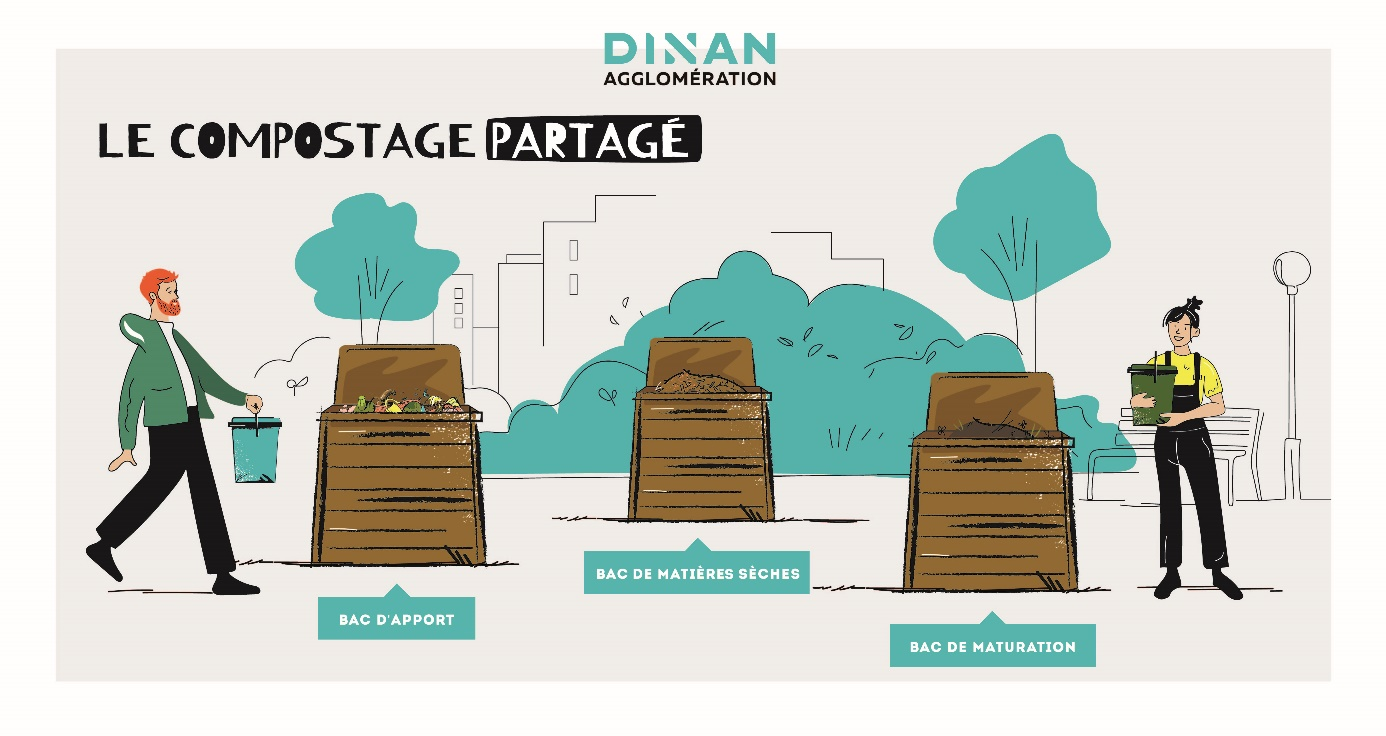 DINAN
AGGLOMÉRATION
LE COMPOSTAGE PARTAGÉ
BAC D'APPORT
BAC DE MATIÈRES SÈCHES
BAC DE MATURATION